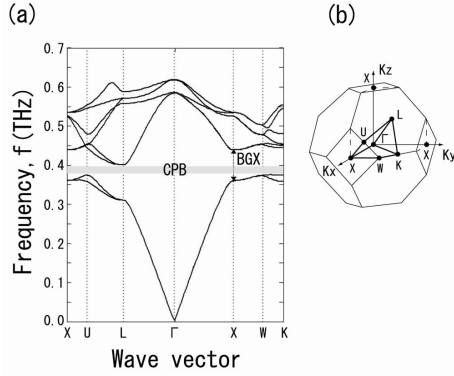 (a)
Frequency, f(THz)
0.7
0.6
0.5
0.4
0.3
0.2
0.1
0.0
CPB
BGX
X U L Γ X W K
Wave vector
(b)
Kz
X
L
U
Γ
Kx
X
W
K
X
Ky